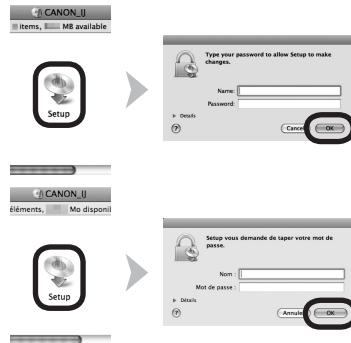 CANON_IJ
items, MB available
Setup
Type your password to allow Setup to make
changes.
Name:
Password:
Details
?
Cancel
OK
CANON_IJ
éléments, Mo disponil
Setup
Setup vous demande de taper votre mot de
passe.
Nom :
Mot de passe :
Détails
?
Annuler
OK